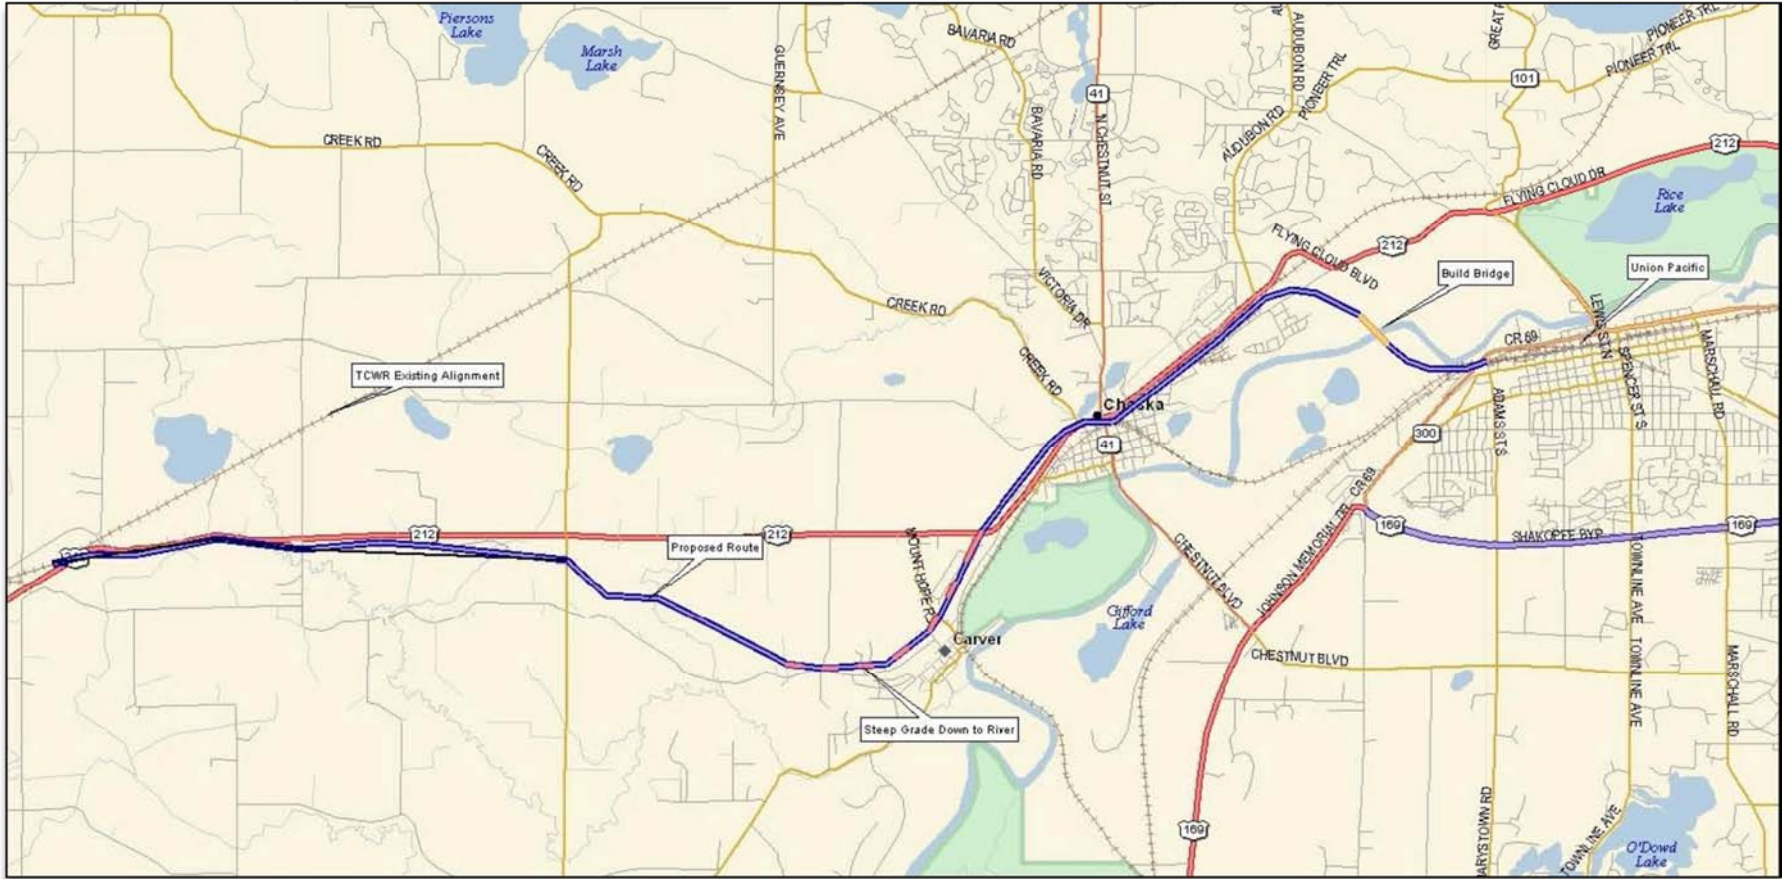 Piersons
Lake
Marsh
Lake
GUERNSEY AVE
BAVARIA RD
BAVARIA RD
41
N CHESTNUT ST
AUDUBON RD
PIONEER TRL
AUDUBON RD
101
PIONEER TRL
PIONEER TRL
212
CREEK RD
CREEK RD
FLYING CLOUD DR
Rice
Lake
FLYING CLOUD BLVD
212
Build Bridge
Union Pacific
VICTORIA DR
CREEK RD
CREEK RD
LEWIS ST N
CR 69
SPENCER ST S
MARSCHALL RD
TCWR Existing Alignment
Chaska
41
ADAMS ST S
300
CR 69
169
SHAKOPEE BYP
169
212
212
Proposed Route
MOUNT HOPE RD
CHESTNUT BLVD
JOHNSON MEMORIAL DR
Gifford
Lake
Carver
CHESTNUT BLVD
TOWNLINE AVE
TOWNLINE AVE
MARSCHALL RD
Steep Grade Down to River
169
MARYSTOWN RD
TOWNLINE AVE
O'Dowd
Lake